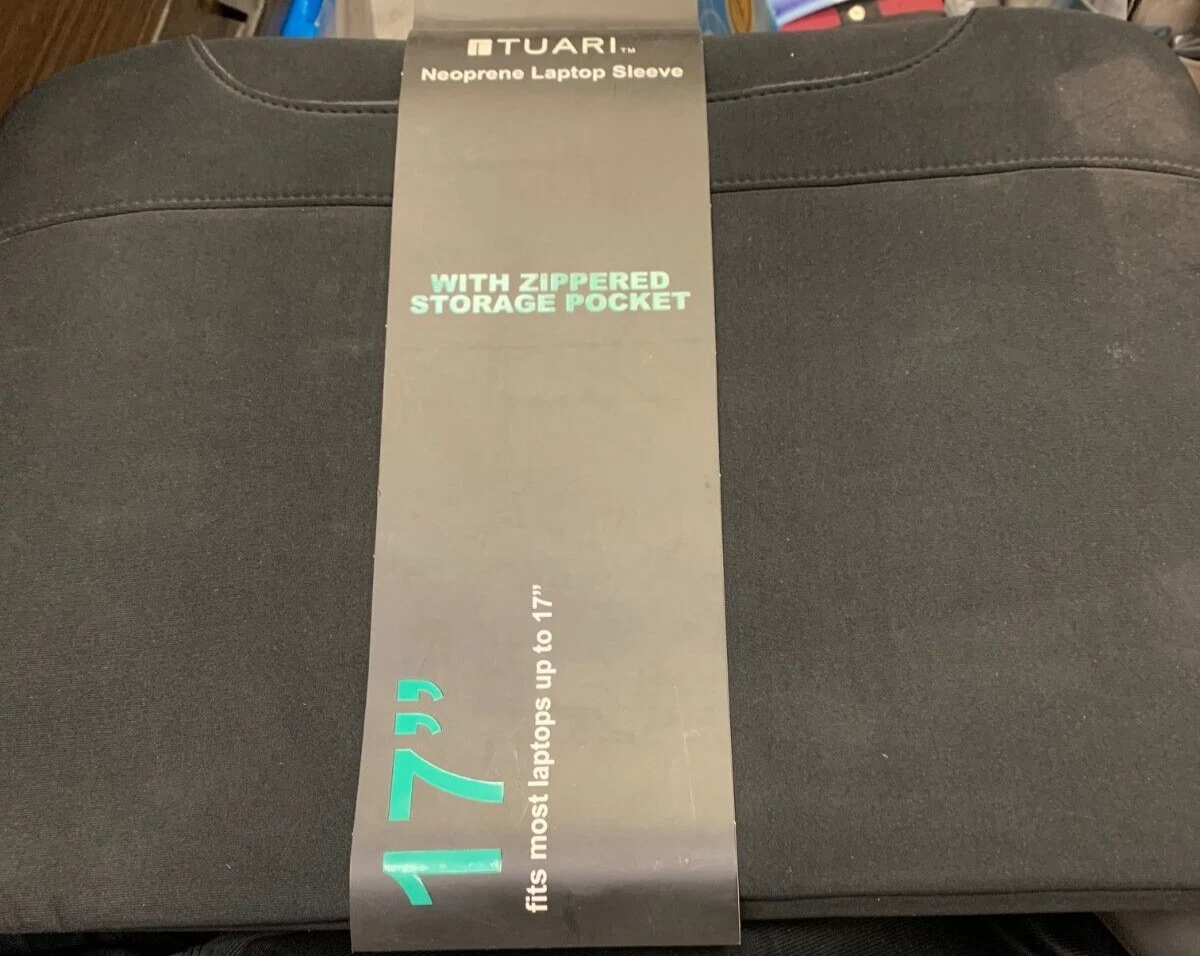 TUARI™
Neoprene Laptop Sleeve
WITH ZIPPERED
STORAGE POCKET
17”
fits most laptops up to 17”